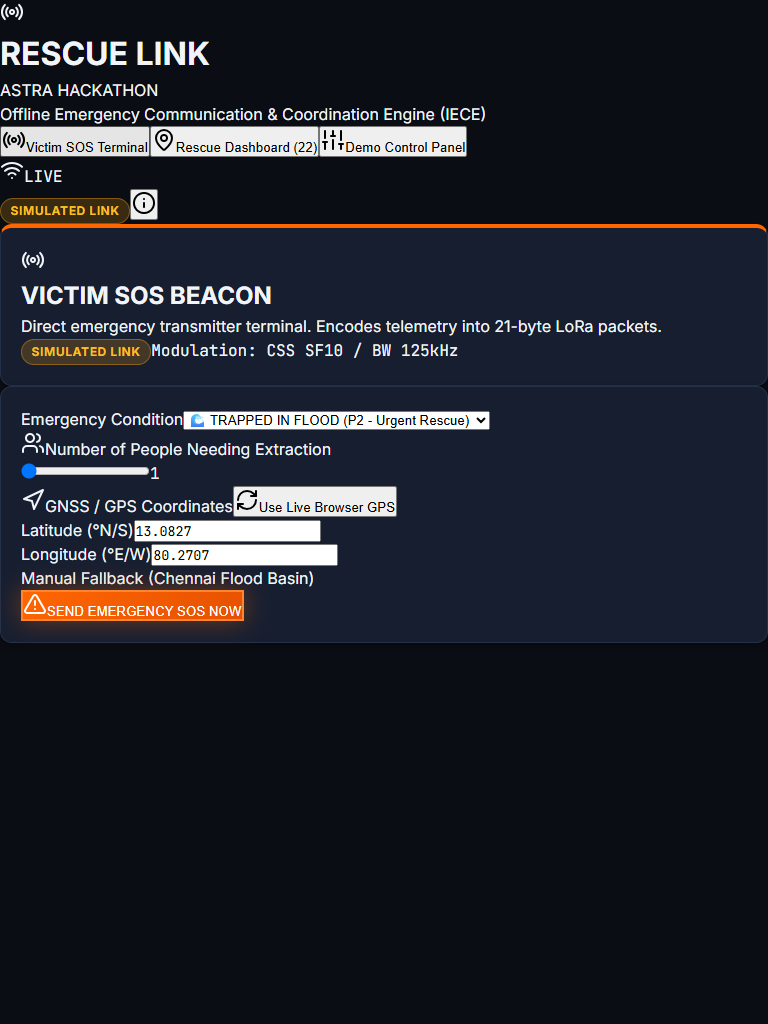 RESCUE LINK
ASTRA HACKATHON
Offline Emergency Communication & Coordination Engine (IECE)
Victim SOS Terminal Rescue Dashboard (22) Demo Control Panel
LIVE
SIMULATED LINK
VICTIM SOS BEACON
Direct emergency transmitter terminal. Encodes telemetry into 21-byte LoRa packets.
SIMULATED LINK Modulation: CSS SF10 / BW 125kHz
Emergency Condition 🌊 TRAPPED IN FLOOD (P2 - Urgent Rescue)
Number of People Needing Extraction
1
GNSS / GPS Coordinates Use Live Browser GPS
Latitude (°N/S) 13.0827
Longitude (°E/W) 80.2707
Manual Fallback (Chennai Flood Basin)
SEND EMERGENCY SOS NOW